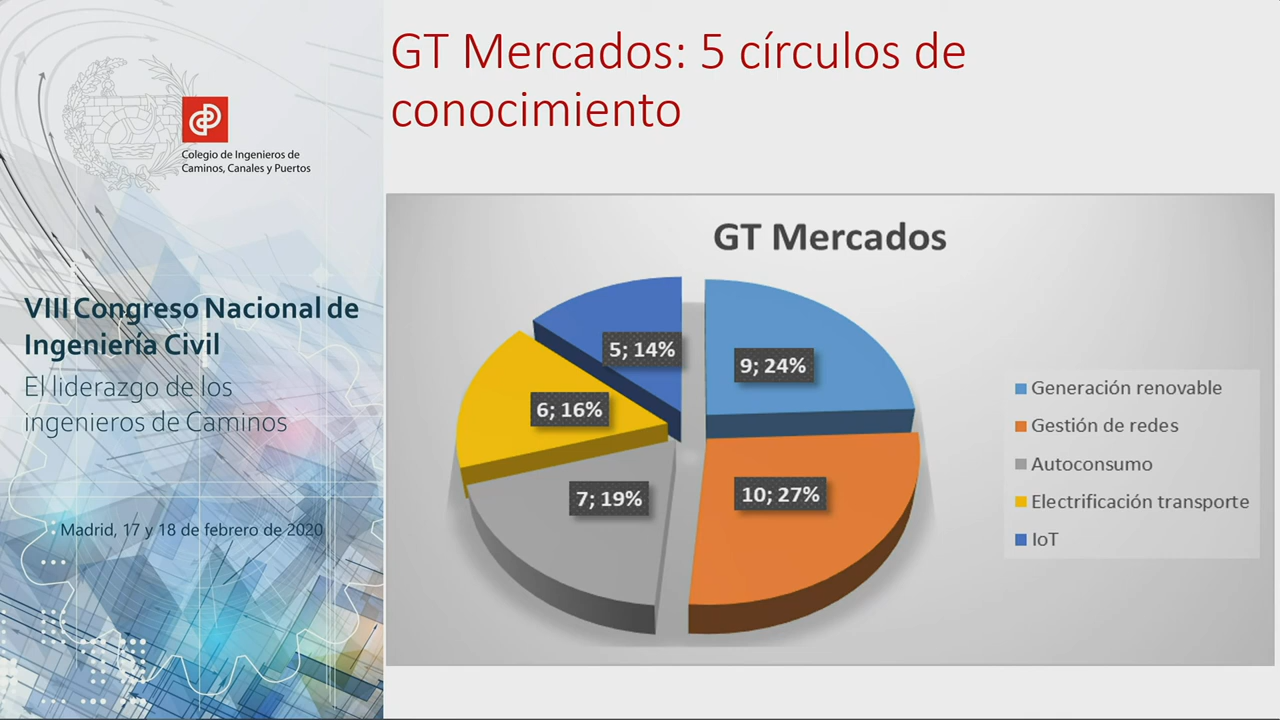 GT Mercados: 5 círculos de
conocimiento
Colegio de Ingenieros de
Caminos, Canales y Puertos
VIII Congreso Nacional de
Ingeniería Civil
El liderazgo de los
ingenieros de Caminos
Madrid, 17 y 18 de febrero de 2020
GT Mercados
5; 14%
9; 24%
6; 16%
7; 19%
10; 27%
Generación renovable
Gestión de redes
Autoconsumo
Electrificación transporte
IoT